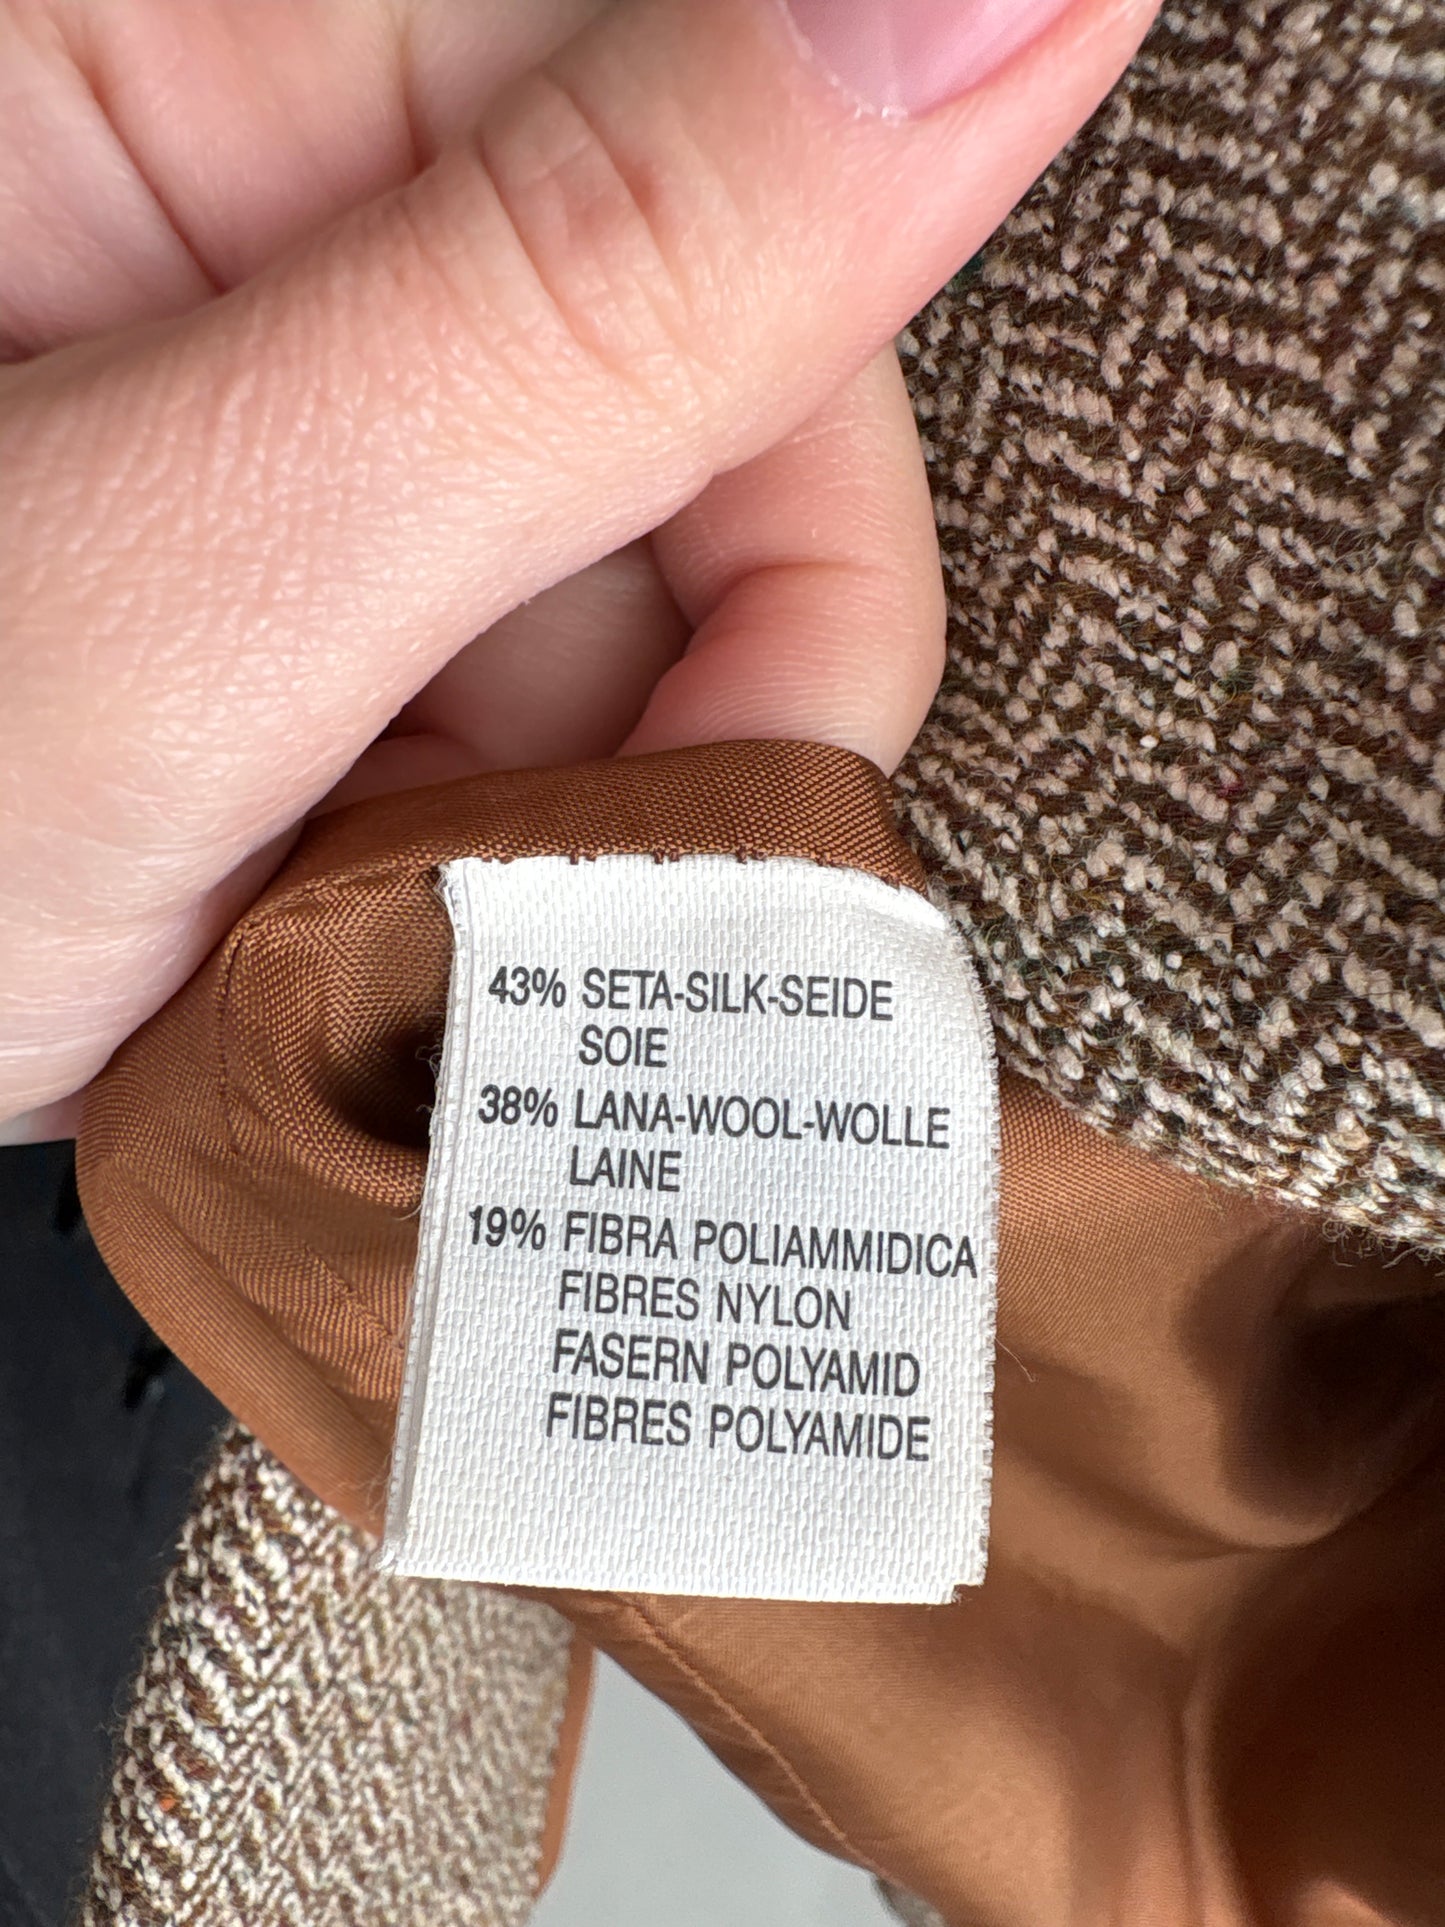 43% SETA-SILK-SEIDE
SOIE
38% LANA-WOOL-WOLLE
LAINE
19% FIBRA POLIAMMIDICA
FIBRES NYLON
FASERN POLYAMID
FIBRES POLYAMIDE